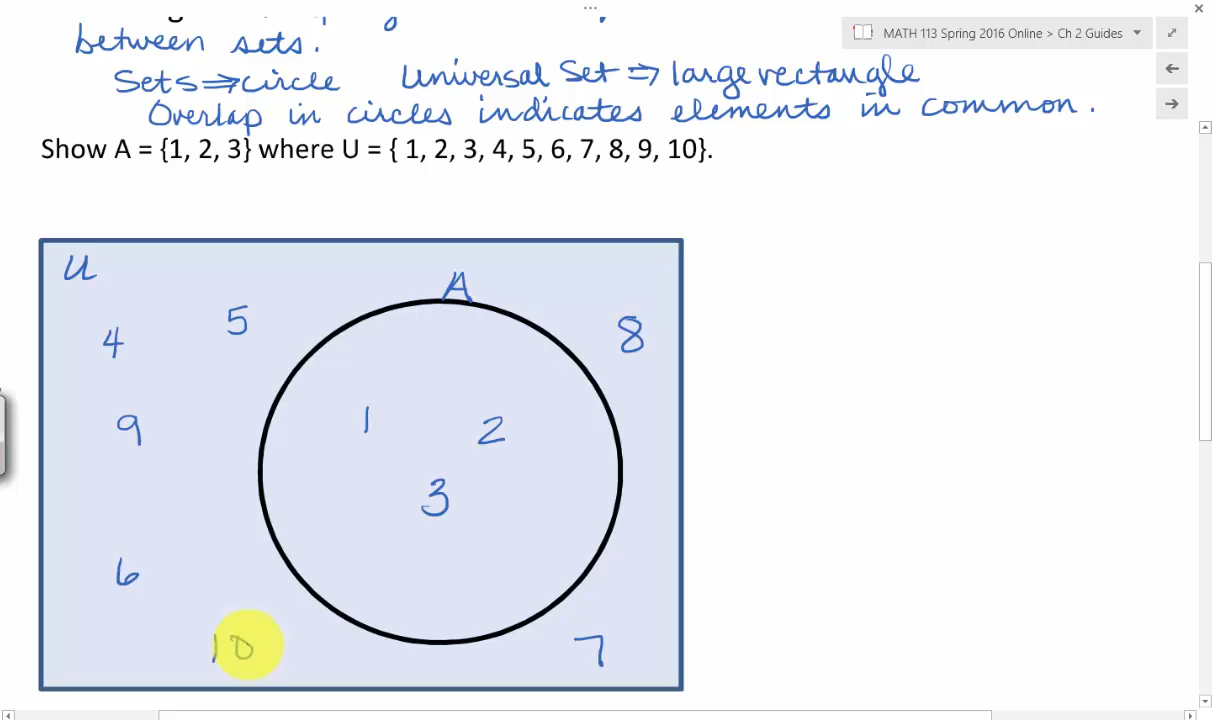 MATH 113 Spring 2016 Online > Ch 2 Guides
between sets.
Sets ⇒ circle Universal Set ⇒ large rectangle
Overlap in circles indicates elements in common.
Show A = {1, 2, 3} where U = { 1, 2, 3, 4, 5, 6, 7, 8, 9, 10}.
U
A
5
8
4
1
2
9
3
6
10
7